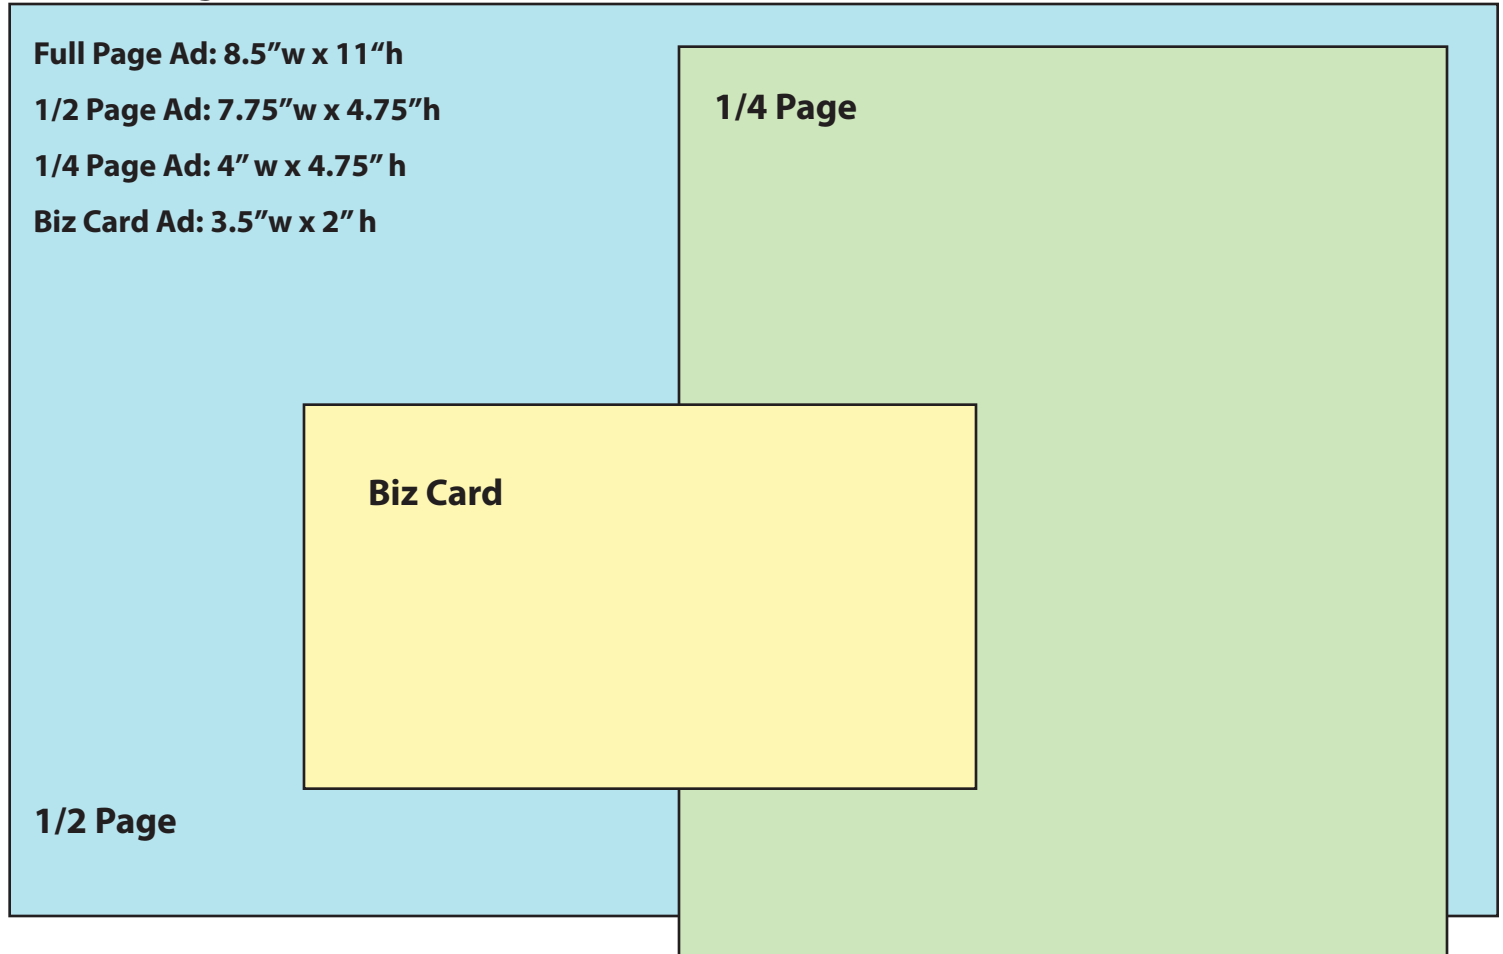 Full Page Ad: 8.5”w x 11“h
1/2 Page Ad: 7.75”w x 4.75”h
1/4 Page Ad: 4” w x 4.75” h
Biz Card Ad: 3.5”w x 2” h
1/4 Page
Biz Card
1/2 Page